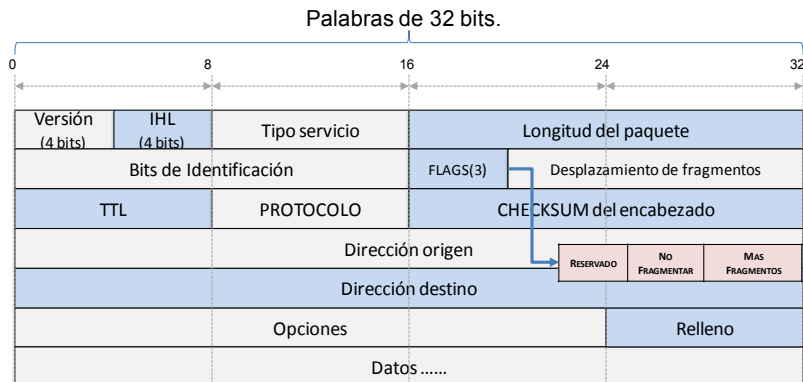 Palabras de 32 bits.
0 8 16 24 32
Versión IHL Tipo servicio Longitud del paquete
(4 bits) (4 bits)
Bits de Identificación FLAGS(3) Desplazamiento de fragmentos
TTL PROTOCOLO CHECKSUM del encabezado
Dirección origen
RESERVADO NO FRAGMENTAR MAS FRAGMENTOS
Dirección destino
Opciones Relleno
Datos ......